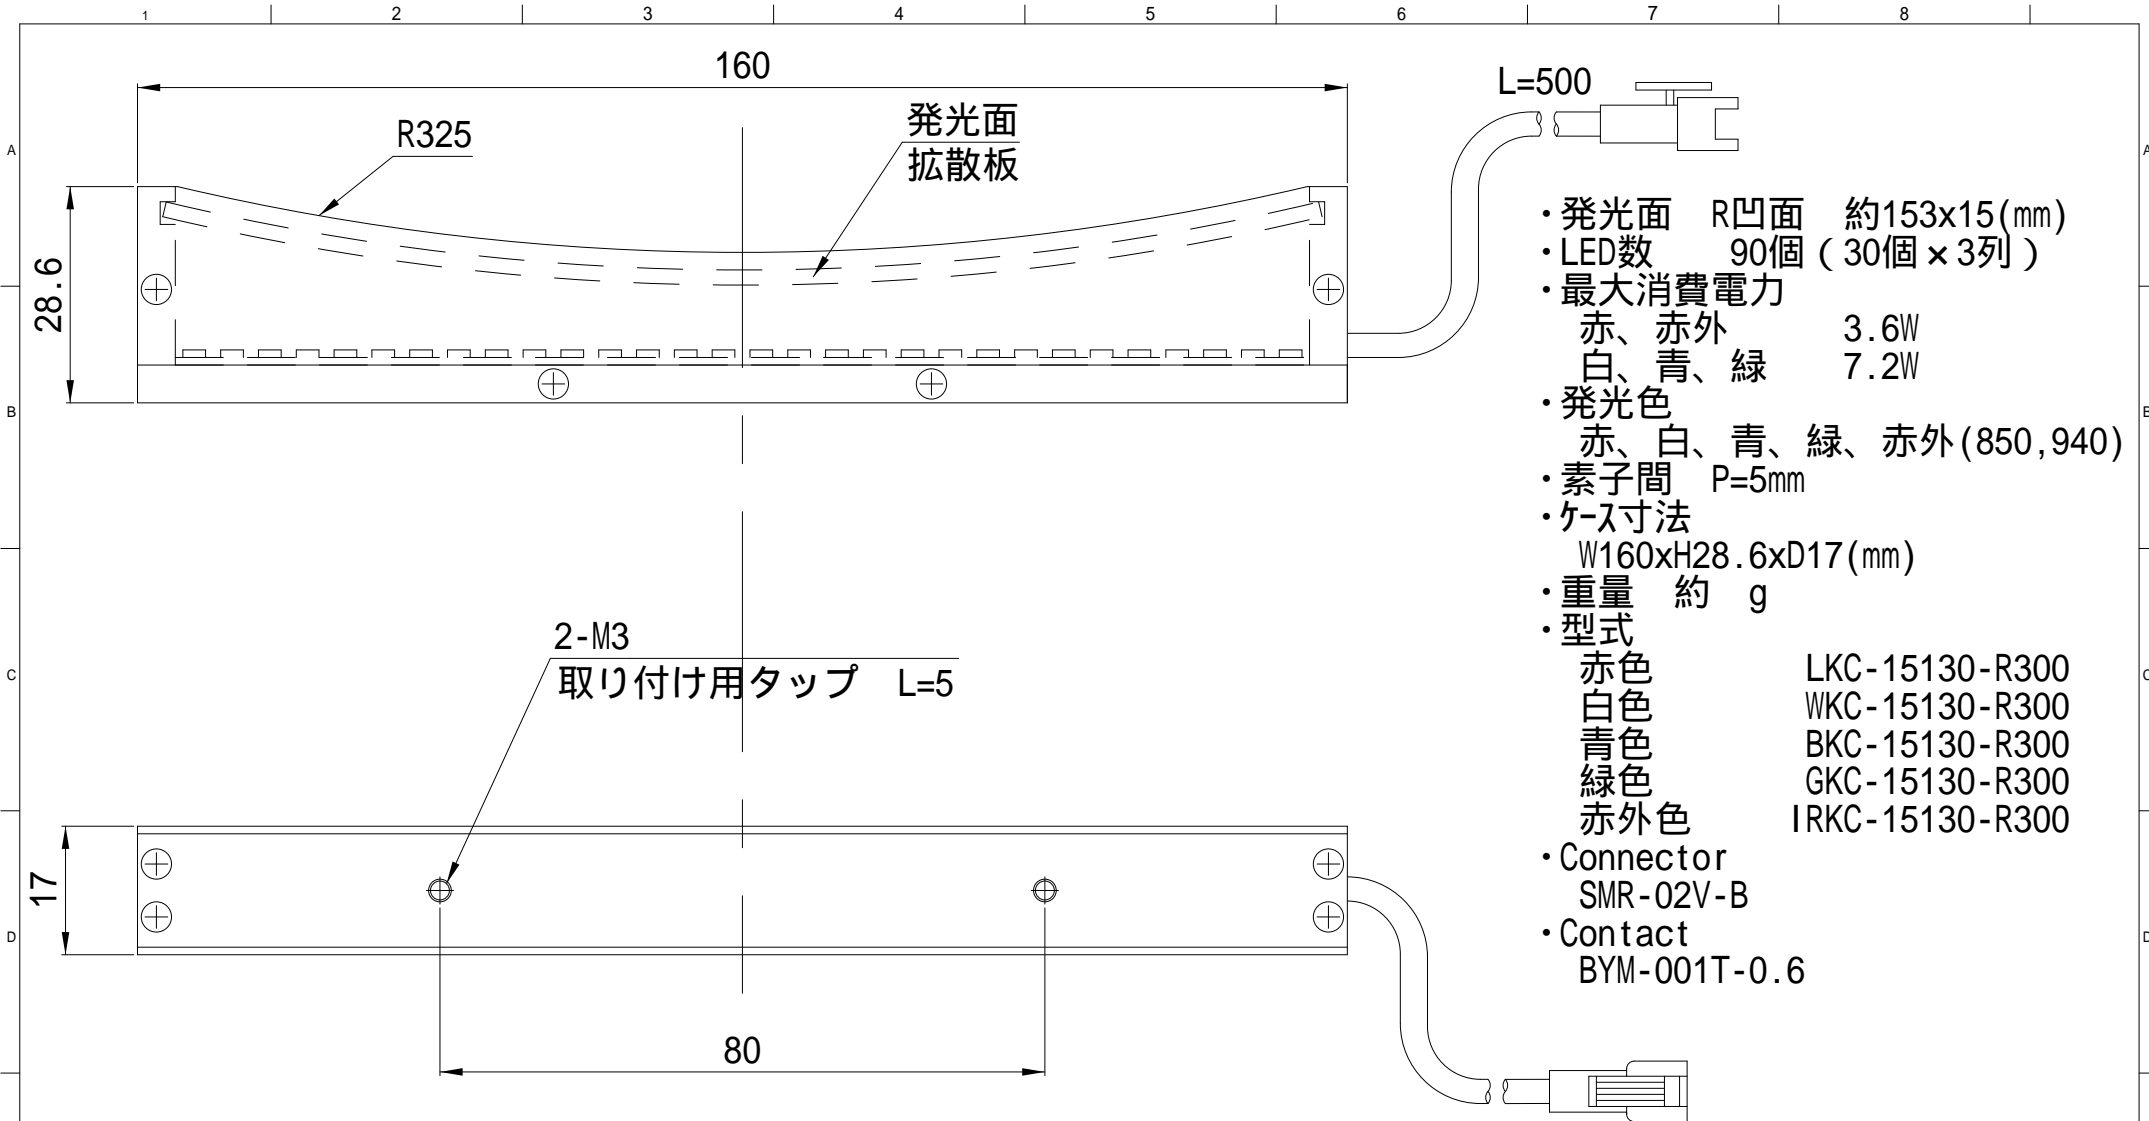 1 2 3 4 5 6 7 8
160
L=500
R325
発光面
拡散板
A
A
28.6
・発光面 R凹面 約153x15(mm)
・LED数 90個(30個×3列)
・最大消費電力
赤、赤外 3.6W
白、青、緑 7.2W
・発光色
赤、白、青、緑、赤外(850,940)
・素子間 P=5mm
・ケース寸法
W160xH28.6xD17(mm)
・重量 約 g
・型式
赤色 LKC-15130-R300
白色 WKC-15130-R300
青色 BKC-15130-R300
緑色 GKC-15130-R300
赤外色 IRKC-15130-R300
・Connector
SMR-02V-B
・Contact
BYM-001T-0.6
B
B
2-M3
取り付け用タップ L=5
C
C
17
D
D
80